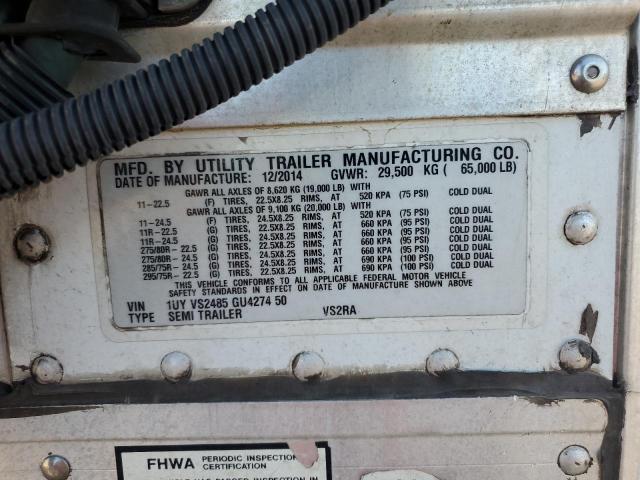 MFD. BY UTILITY TRAILER MANUFACTURING CO.
DATE OF MANUFACTURE: 12/2014 GVWR: 29,500 KG ( 65,000 LB)
GAWR ALL AXLES OF 8,620 KG (19,000 LB) WITH
11-22.5 (F) TIRES, 22.5X8.25 RIMS, AT 520 KPA (75 PSI) COLD DUAL
GAWR ALL AXLES OF 9,100 KG (20,000 LB) WITH
11-24.5 (F) TIRES, 24.5X8.25 RIMS, AT 520 KPA (75 PSI) COLD DUAL
11R-22.5 (G) TIRES, 22.5X8.25 RIMS, AT 660 KPA (95 PSI) COLD DUAL
11R-24.5 (G) TIRES, 24.5X8.25 RIMS, AT 660 KPA (95 PSI) COLD DUAL
275/80R-22.5 (G) TIRES, 22.5X8.25 RIMS, AT 660 KPA (95 PSI) COLD DUAL
275/80R-24.5 (G) TIRES, 24.5X8.25 RIMS, AT 660 KPA (95 PSI) COLD DUAL
285/75R-24.5 (G) TIRES, 24.5X8.25 RIMS, AT 690 KPA (100 PSI) COLD DUAL
295/75R-22.5 (G) TIRES, 22.5X8.25 RIMS, AT 690 KPA (100 PSI) COLD DUAL
THIS VEHICLE CONFORMS TO ALL APPLICABLE FEDERAL MOTOR VEHICLE
SAFETY STANDARDS IN EFFECT ON DATE OF MANUFACTURE SHOWN ABOVE.
VIN 1UY VS2485 GU4274 50
TYPE SEMI TRAILER VS2RA
FHWA PERIODIC INSPECTION
CERTIFICATION